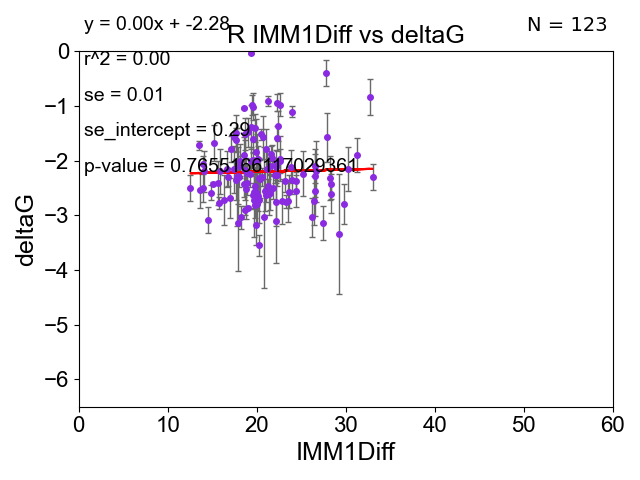 y = 0.00x + -2.28
N = 123
R IMM1Diff vs deltaG
r^2 = 0.00
se = 0.01
se_intercept = 0.29
p-value = 0.76551661117029361
0
−1
−2
−3
−4
−5
−6
deltaG
0 10 20 30 40 50 60
IMM1Diff